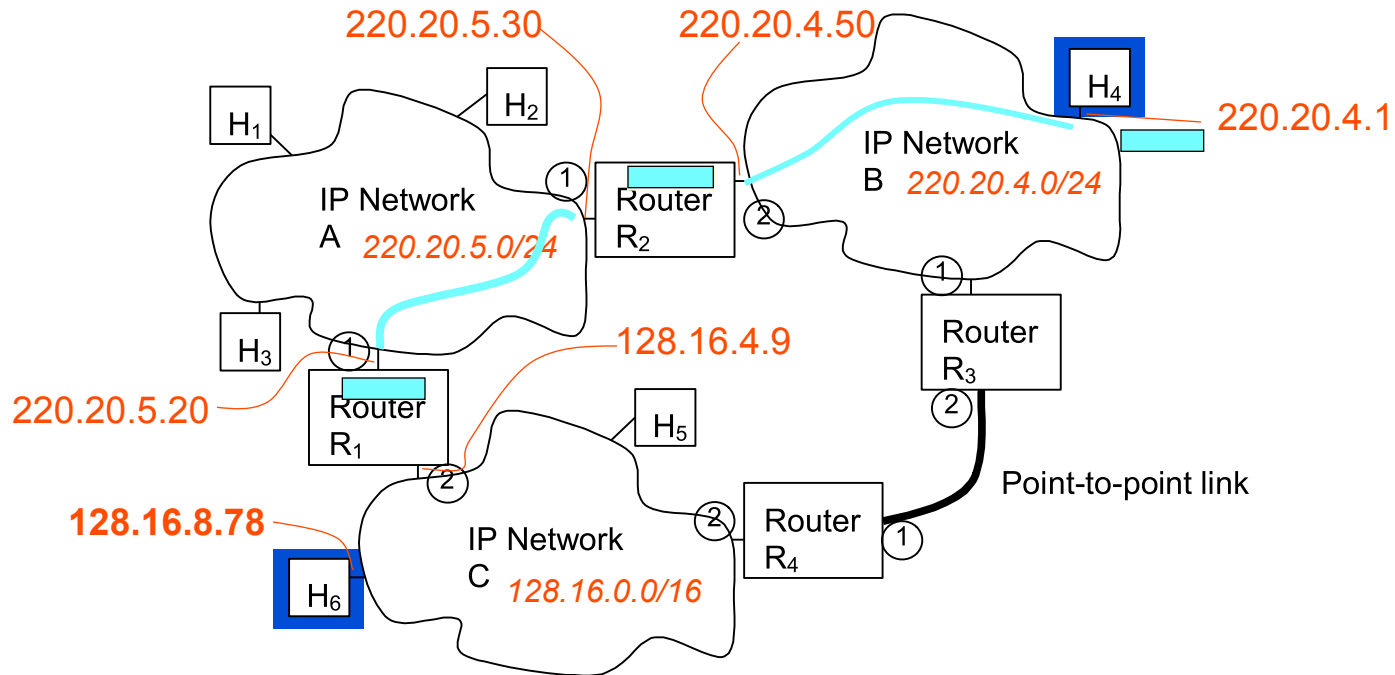 220.20.5.30
220.20.4.50
H4
220.20.4.1
H2
H1
IP Network
B 220.20.4.0/24
1
Router
R2
2
IP Network
A 220.20.5.0/24
1
Router
R3
2
H3
1
128.16.4.9
220.20.5.20
Router
R1
2
H5
Point-to-point link
128.16.8.78
IP Network
C 128.16.0.0/16
2
Router
R4
1
H6